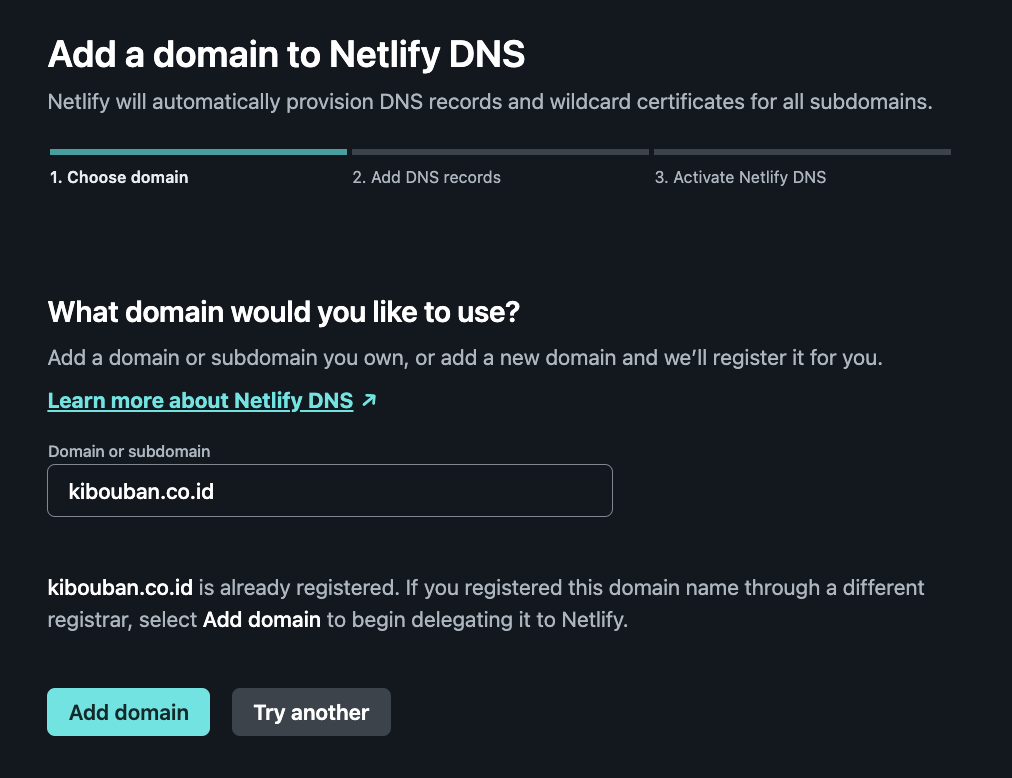 Add a domain to Netlify DNS
Netlify will automatically provision DNS records and wildcard certificates for all subdomains.
1. Choose domain
2. Add DNS records
3. Activate Netlify DNS
What domain would you like to use?
Add a domain or subdomain you own, or add a new domain and we’ll register it for you.
Learn more about Netlify DNS ↗
Domain or subdomain
kibouban.co.id
kibouban.co.id is already registered. If you registered this domain name through a different
registrar, select Add domain to begin delegating it to Netlify.
Add domain
Try another